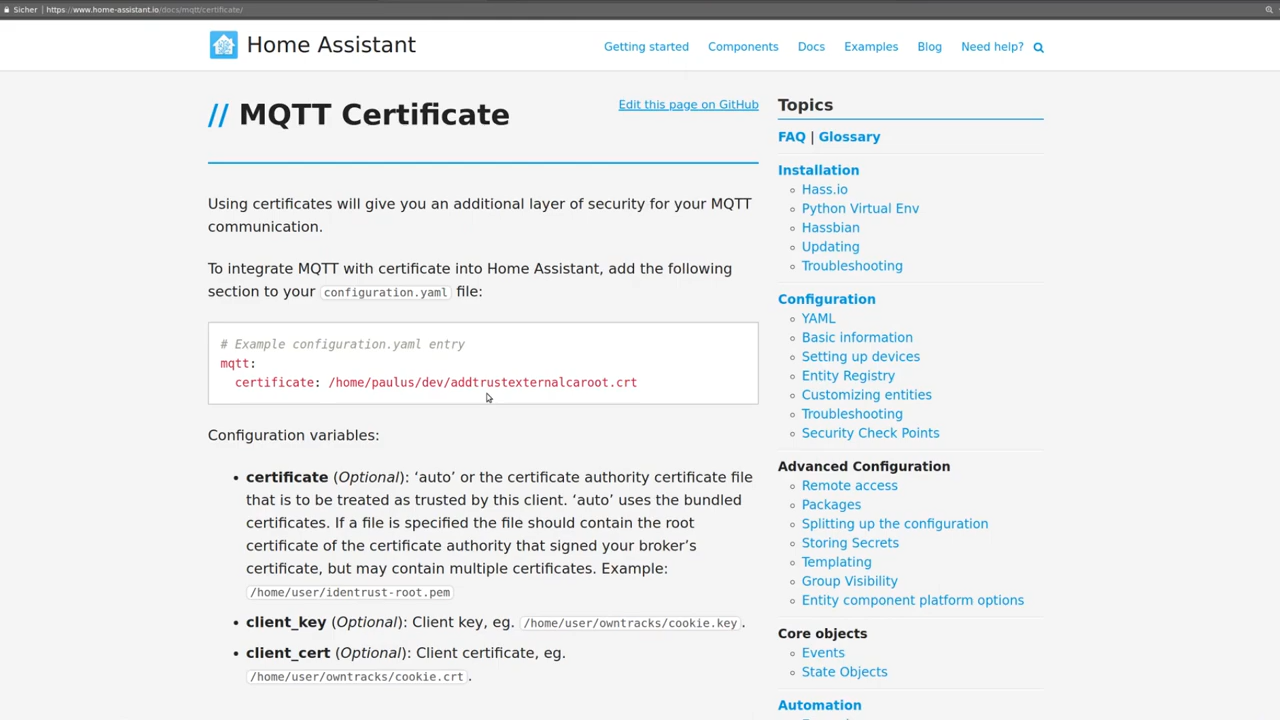 Sicher | https://www.home-assistant.io/docs/mqtt/certificate/
Home Assistant
Getting started Components Docs Examples Blog Need help?
// MQTT Certificate
Edit this page on GitHub
Using certificates will give you an additional layer of security for your MQTT
communication.
To integrate MQTT with certificate into Home Assistant, add the following
section to your configuration.yaml file:
# Example configuration.yaml entry
mqtt:
certificate: /home/paulus/dev/addtrustexternalcaroot.crt
Configuration variables:
• certificate (Optional): ‘auto’ or the certificate authority certificate file
that is to be treated as trusted by this client. ‘auto’ uses the bundled
certificates. If a file is specified the file should contain the root
certificate of the certificate authority that signed your broker’s
certificate, but may contain multiple certificates. Example:
/home/user/identrust-root.pem
• client_key (Optional): Client key, eg. /home/user/owntracks/cookie.key.
• client_cert (Optional): Client certificate, eg.
/home/user/owntracks/cookie.crt.
Topics
FAQ | Glossary
Installation
Hass.io
Python Virtual Env
Hassbian
Updating
Troubleshooting
Configuration
YAML
Basic information
Setting up devices
Entity Registry
Customizing entities
Troubleshooting
Security Check Points
Advanced Configuration
Remote access
Packages
Splitting up the configuration
Storing Secrets
Templating
Group Visibility
Entity component platform options
Core objects
Events
State Objects
Automation